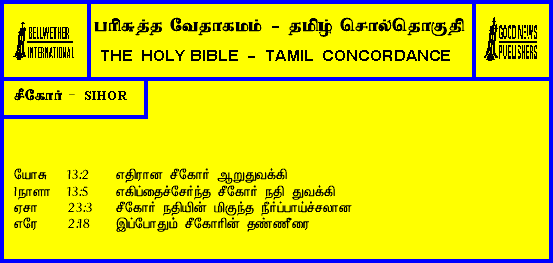 BELLWETHER
INTERNATIONAL
பரிசுத்த வேதாகமம் - தமிழ் சொல்தொகுதி
THE HOLY BIBLE - TAMIL CONCORDANCE
GOOD NEWS
PUBLISHERS
சீகோர் - SIHOR
யோசு 13:2 எதிரான சீகோர் ஆறுதுவக்கி
1நாளா 13:5 எகிப்தைச்சேர்ந்த சீகோர் நதி துவக்கி
ஏசா 23:3 சீகோர் நதியின் மிகுந்த நீர்ப்பாய்ச்சலான
எரே 2:18 இப்போதும் சீகோரின் தண்ணீரை